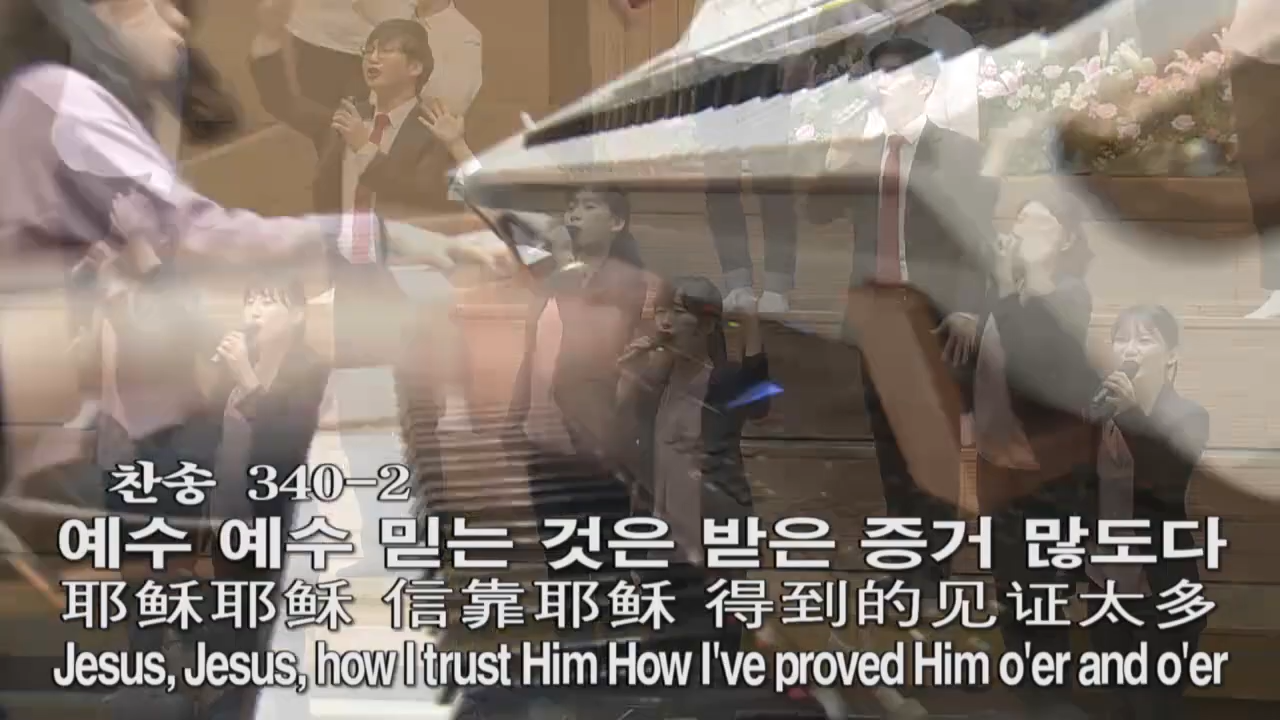 찬송 340-2
예수 예수 믿는 것은 받은 증거 많도다
耶稣耶稣 信靠耶稣 得到的见证太多
Jesus, Jesus, how I trust Him How I've proved Him o'er and o'er